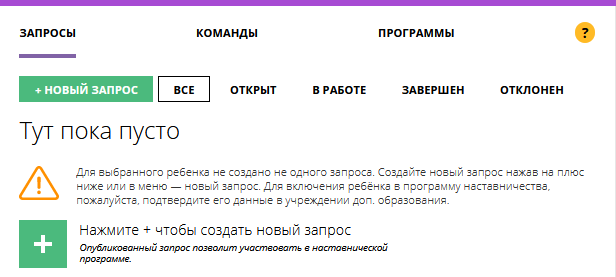 ЗАПРОСЫ КОМАНДЫ ПРОГРАММЫ ?
+ НОВЫЙ ЗАПРОС ВСЕ ОТКРЫТ В РАБОТЕ ЗАВЕРШЕН ОТКЛОНЕН
Тут пока пусто
Для выбранного ребенка не создано не одного запроса. Создайте новый запрос нажав на плюс
ниже или в меню — новый запрос. Для включения ребёнка в программу наставничества,
пожалуйста, подтвердите его данные в учреждении доп. образования.
Нажмите + чтобы создать новый запрос
Опубликованный запрос позволит участвовать в наставнической
программе.